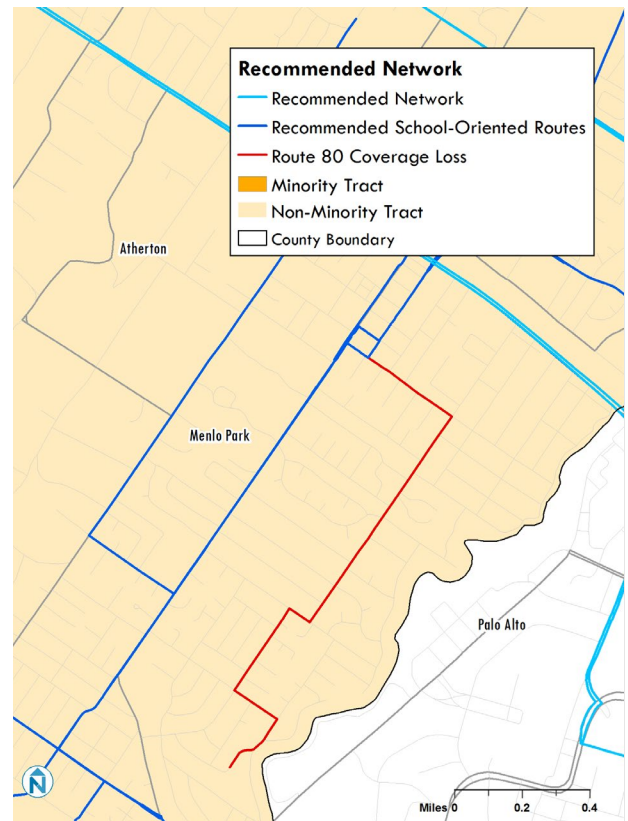 Recommended Network
Recommended Network
Recommended School-Oriented Routes
Route 80 Coverage Loss
Minority Tract
Non-Minority Tract
County Boundary
Atherton
Menlo Park
Palo Alto
N
Miles 0 0.2 0.4